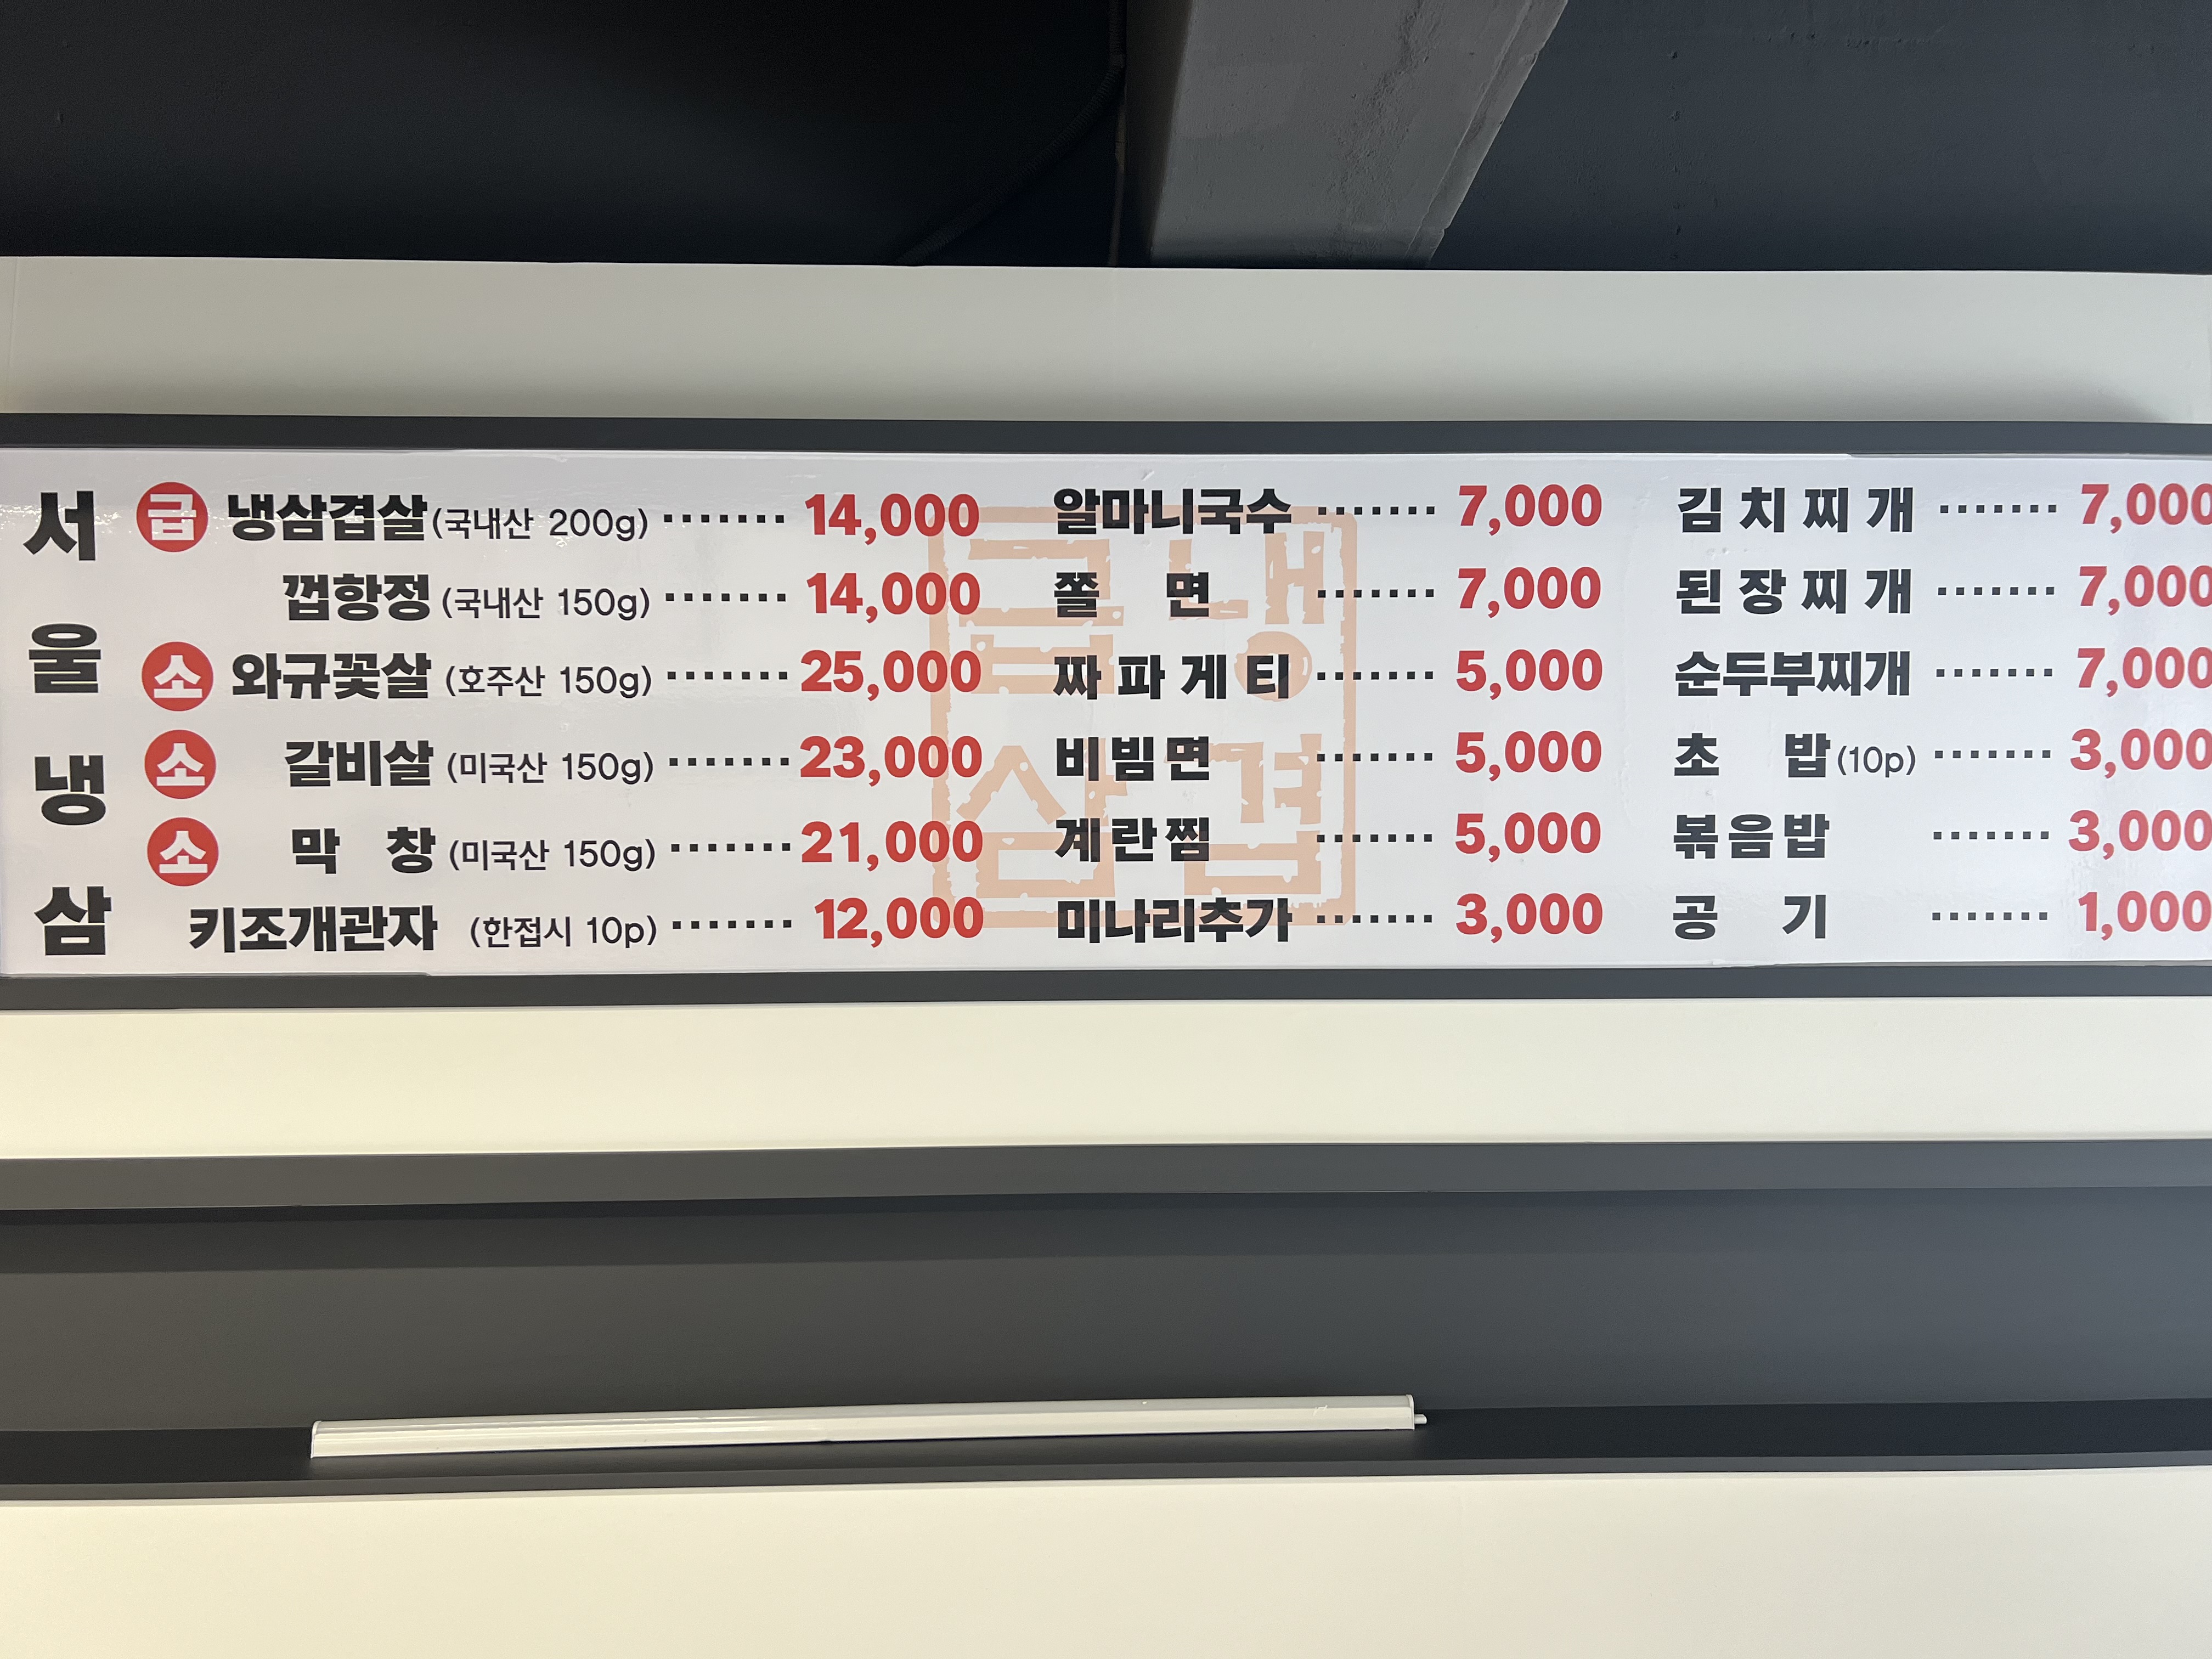 서울냉삼
급 냉삼겹살(국내산 200g) ······· 14,000
껍항정 (국내산 150g) ······· 14,000
소 와규꽃살 (호주산 150g) ······· 25,000
소 갈비살 (미국산 150g) ······· 23,000
소 막 창 (미국산 150g) ······· 21,000
키조개관자 (한접시 10p) ······· 12,000
급냉
삼겹
알마니국수 ······· 7,000
쫄 면 ······· 7,000
짜파게티 ······· 5,000
비빔면 ······· 5,000
계란찜 ······· 5,000
미나리추가 ······· 3,000
김치찌개 ······· 7,000
된장찌개 ······· 7,000
순두부찌개 ······· 7,000
초 밥(10p) ······· 3,000
볶음밥 ······· 3,000
공 기 ······· 1,000